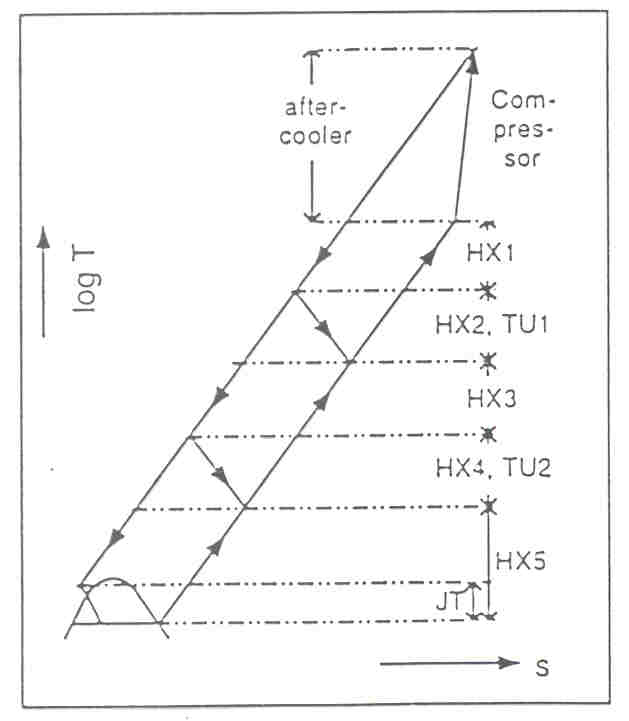 after-
cooler
Com-
pres-
sor
HX1
log T
HX2, TU1
HX3
HX4, TU2
HX5
JT
S